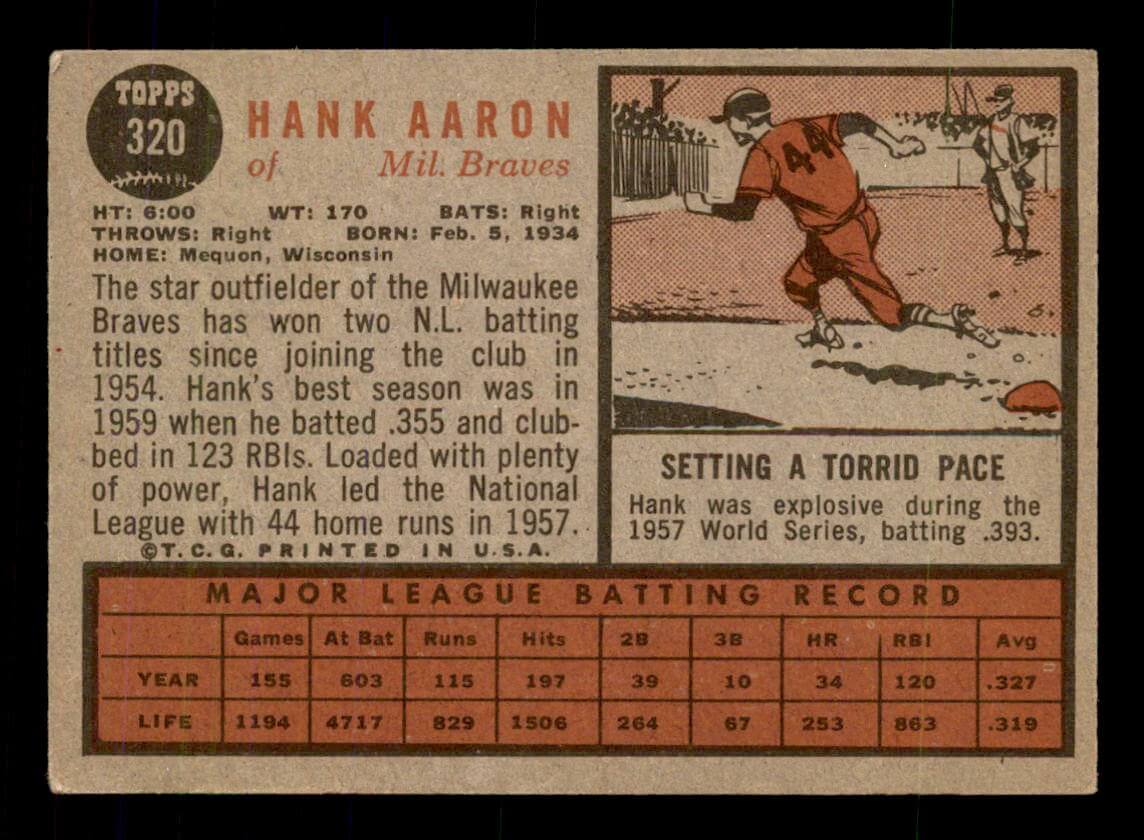 TOPPS
320
HANK AARON
of Mil. Braves
HT: 6:00 WT: 170 BATS: Right
THROWS: Right BORN: Feb. 5, 1934
HOME: Mequon, Wisconsin
The star outfielder of the Milwaukee
Braves has won two N.L. batting
titles since joining the club in
1954. Hank's best season was in
1959 when he batted .355 and club-
bed in 123 RBIs. Loaded with plenty
of power, Hank led the National
League with 44 home runs in 1957.
©T.C.G. PRINTED IN U.S.A.
44
SETTING A TORRID PACE
Hank was explosive during the
1957 World Series, batting .393.
MAJOR LEAGUE BATTING RECORD
Games At Bat Runs Hits 2B 3B HR RBI Avg
YEAR 155 603 115 197 39 10 34 120 .327
LIFE 1194 4717 829 1506 264 67 253 863 .319